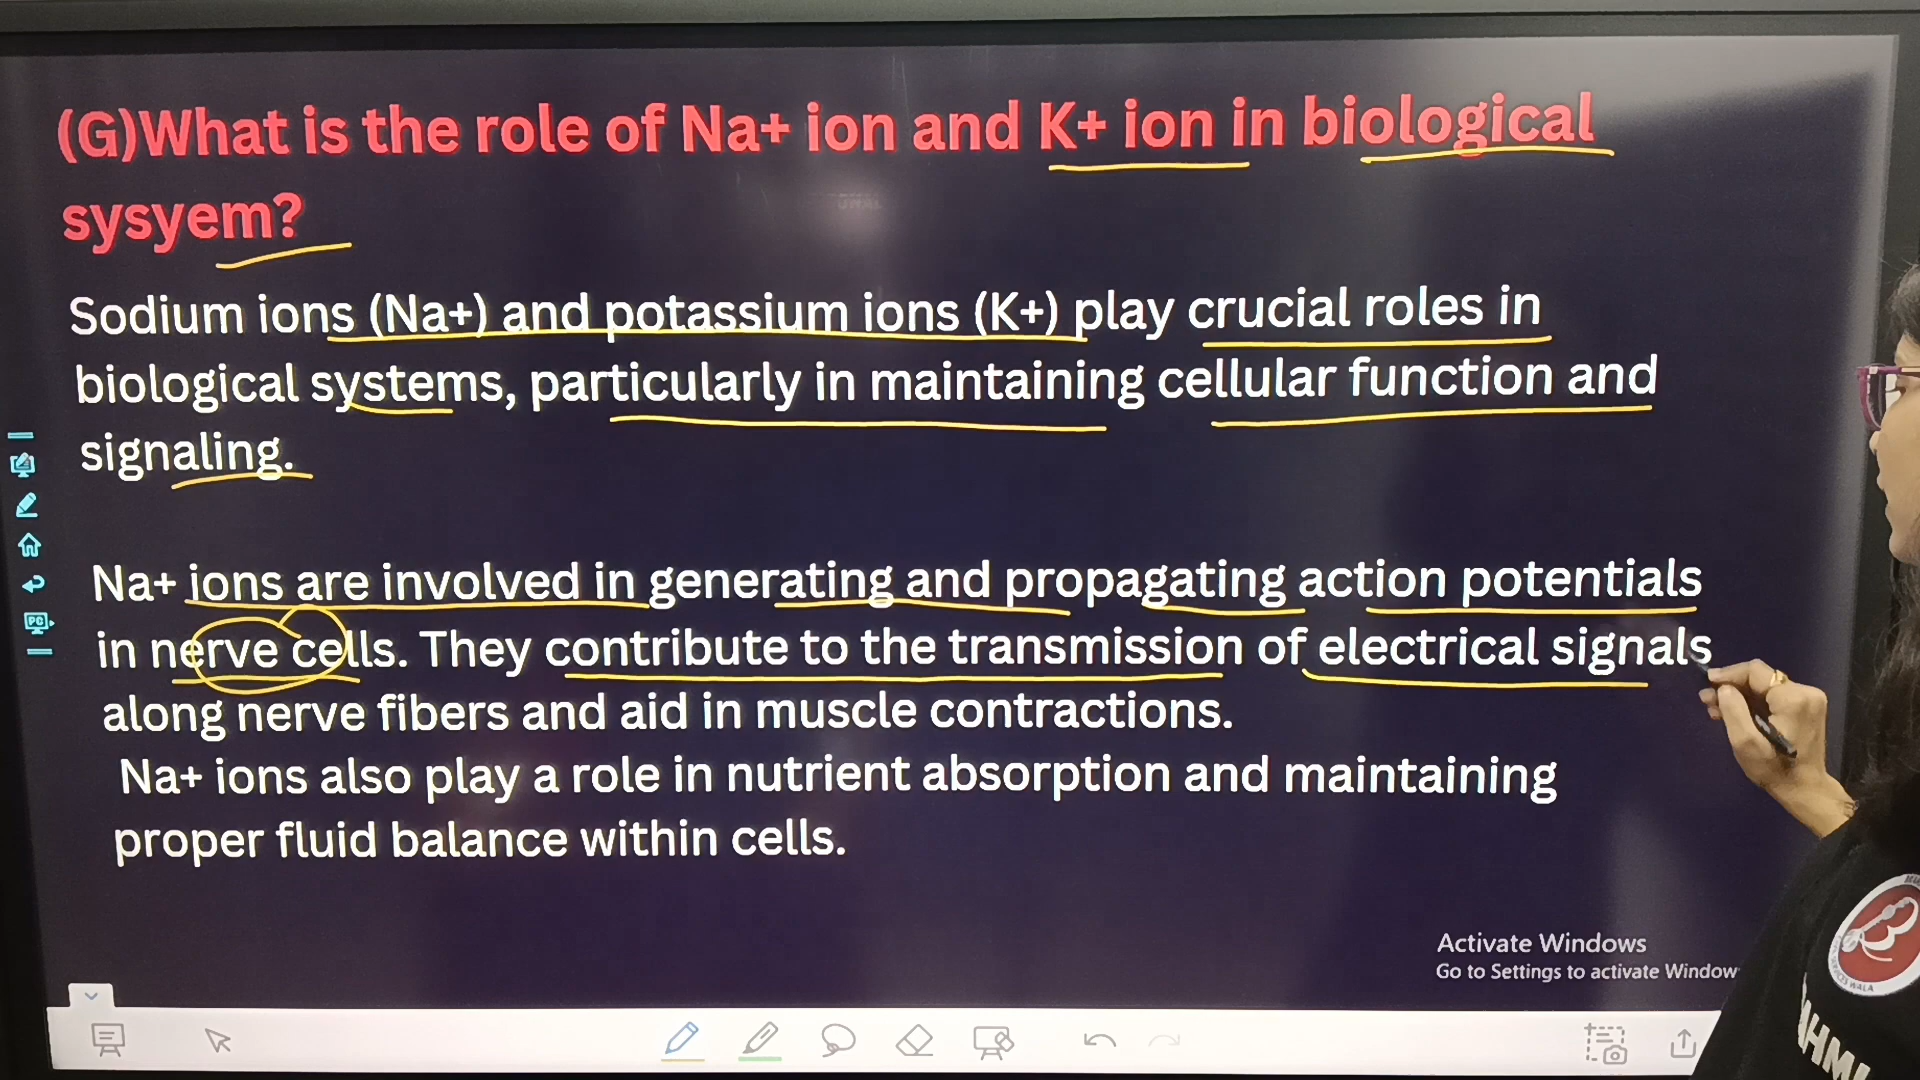 (G)What is the role of Na+ ion and K+ ion in biological
sysyem?
Sodium ions (Na+) and potassium ions (K+) play crucial roles in
biological systems, particularly in maintaining cellular function and
signaling.
Na+ ions are involved in generating and propagating action potentials
in nerve cells. They contribute to the transmission of electrical signals
along nerve fibers and aid in muscle contractions.
Na+ ions also play a role in nutrient absorption and maintaining
proper fluid balance within cells.
PC
Activate Windows
Go to Settings to activate Window
WALA